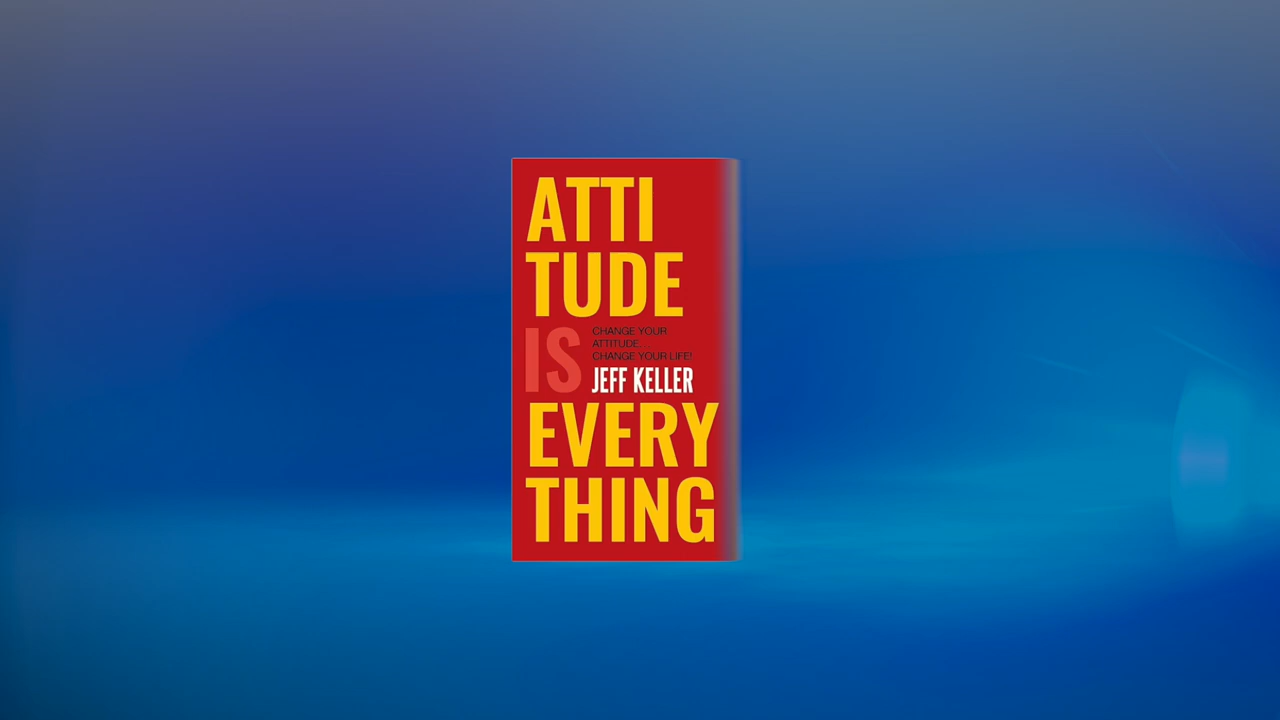 ATTI
TUDE
IS
CHANGE YOUR
ATTITUDE...
CHANGE YOUR LIFE!
JEFF KELLER
EVERY
THING